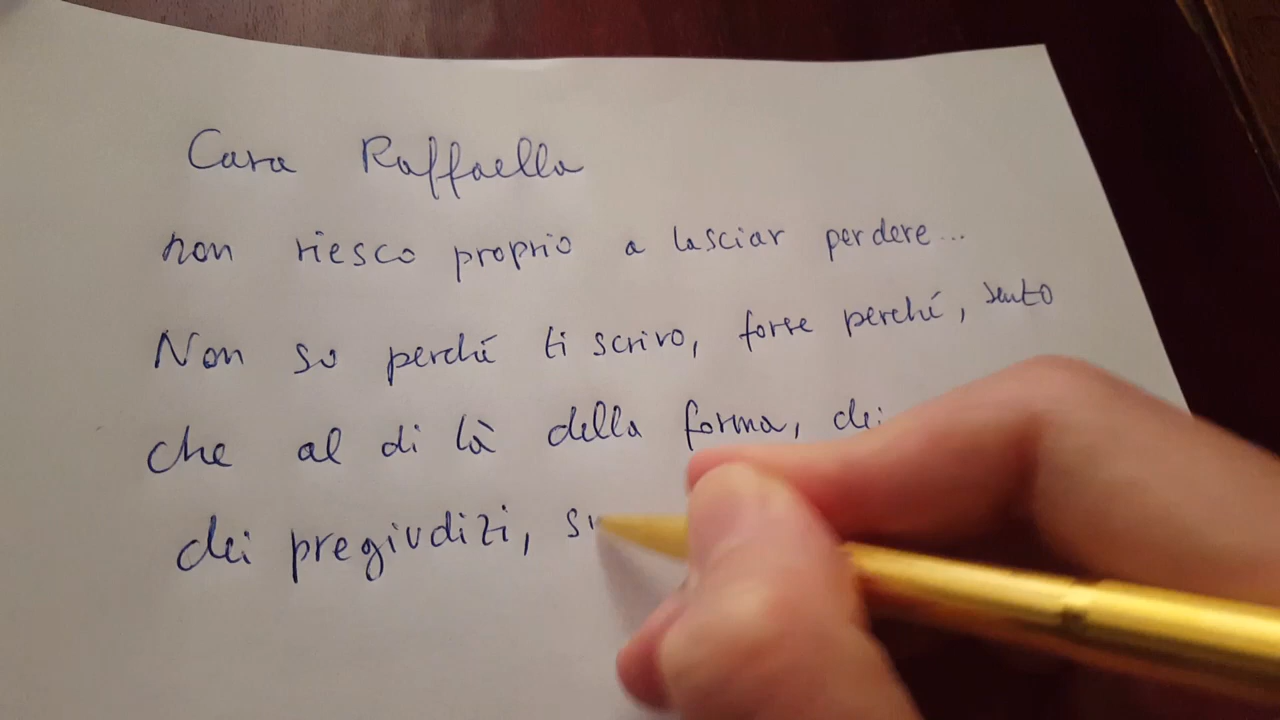 Cara Raffaella
non riesco proprio a lasciar perdere...
Non so perché ti scrivo, forse perché, sento
che al di là della forma, dei
dei pregiudizi,